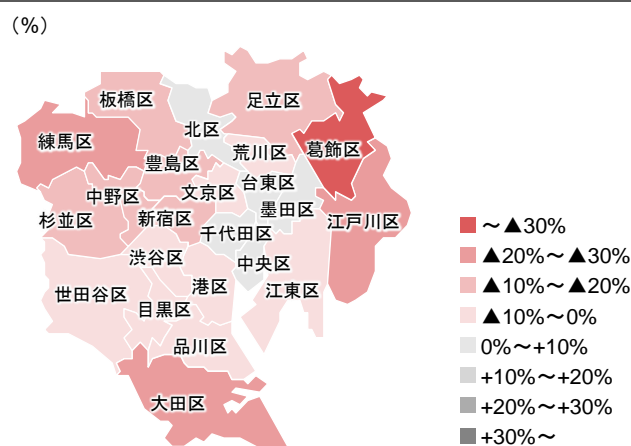 (%)
板橋区
足立区
北区
練馬区
荒川区
葛飾区
豊島区
台東区
文京区
中野区
墨田区
杉並区
新宿区
江戸川区
千代田区
渋谷区
中央区
港区
江東区
世田谷区
目黒区
品川区
大田区
～▲30%
▲20%～▲30%
▲10%～▲20%
▲10%～0%
0%～+10%
+10%～+20%
+20%～+30%
+30%～